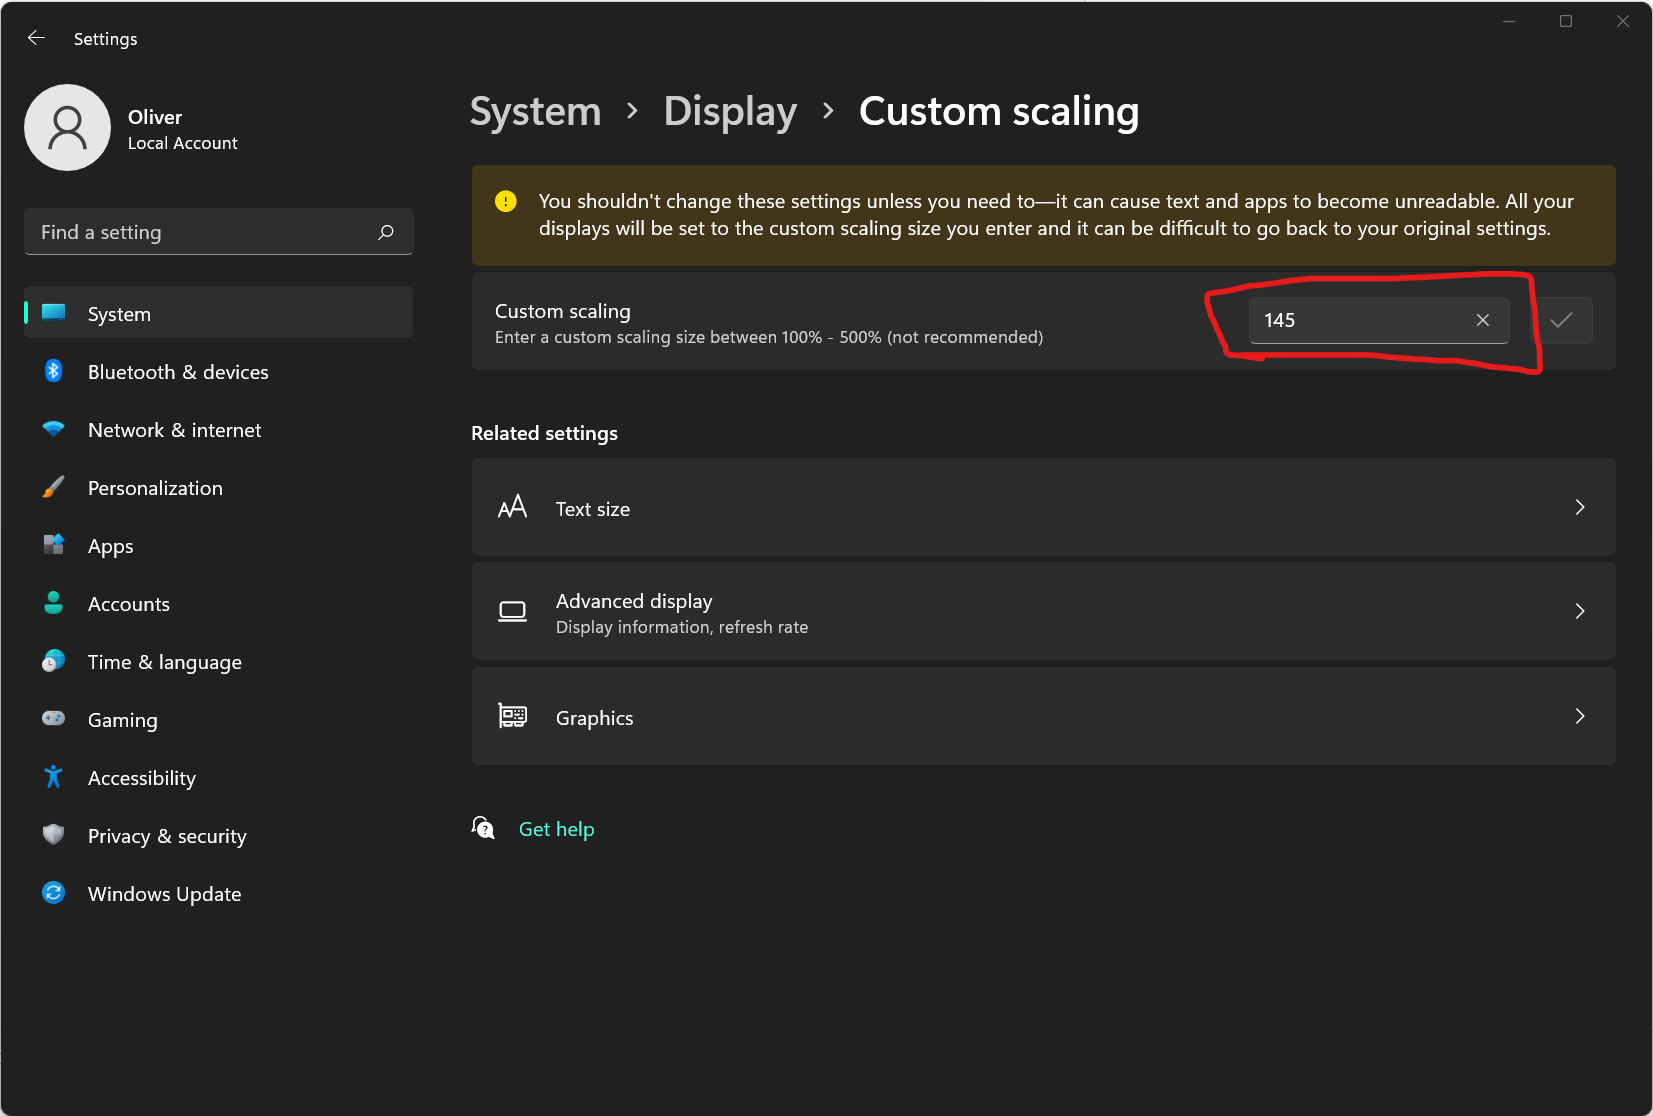 Settings
Oliver
Local Account
Find a setting
System
Bluetooth & devices
Network & internet
Personalization
Apps
Accounts
Time & language
Gaming
Accessibility
Privacy & security
Windows Update
System > Display > Custom scaling
You shouldn't change these settings unless you need to—it can cause text and apps to become unreadable. All your
displays will be set to the custom scaling size you enter and it can be difficult to go back to your original settings.
Custom scaling
Enter a custom scaling size between 100% - 500% (not recommended)
145
Related settings
Text size
Advanced display
Display information, refresh rate
Graphics
Get help